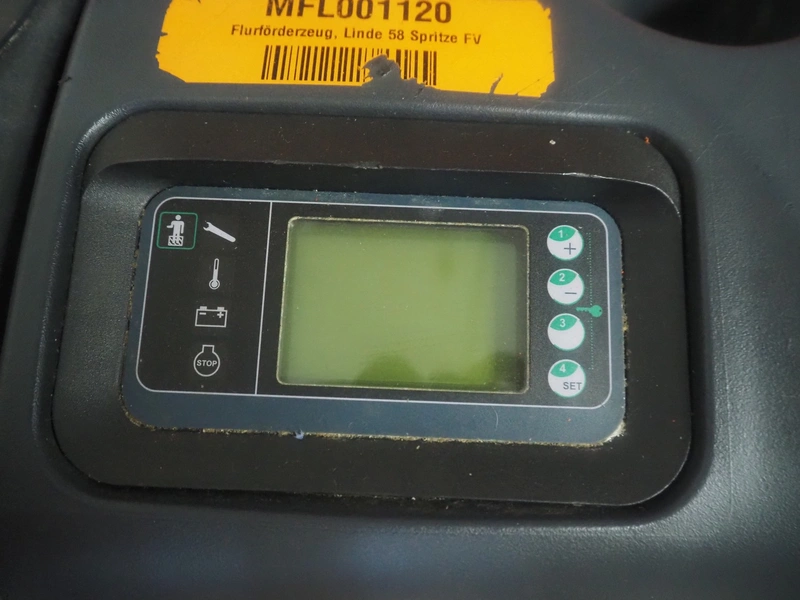 MFL001120
Flurförderzeug, Linde 58 Spritze FV
1
+
2
−
3
STOP
4
SET